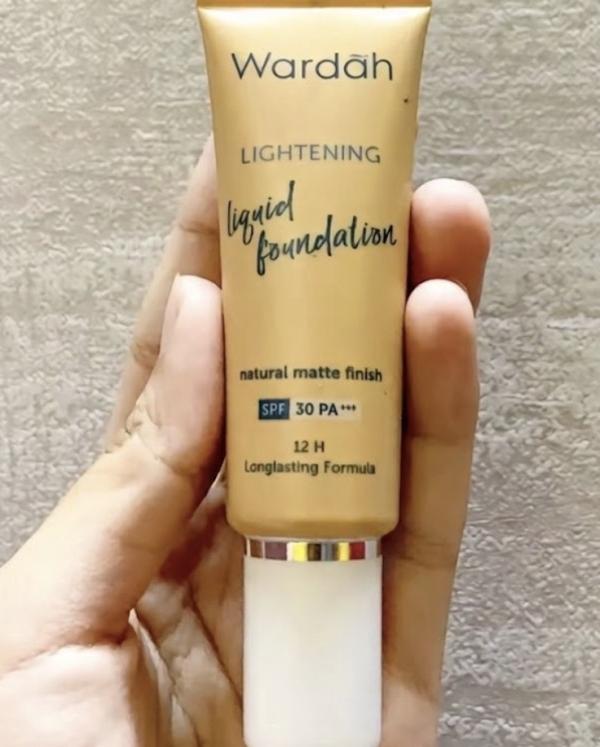 Wardah
LIGHTENING
liquid
foundation
natural matte finish
SPF 30 PA+++
12 H
Longlasting Formula